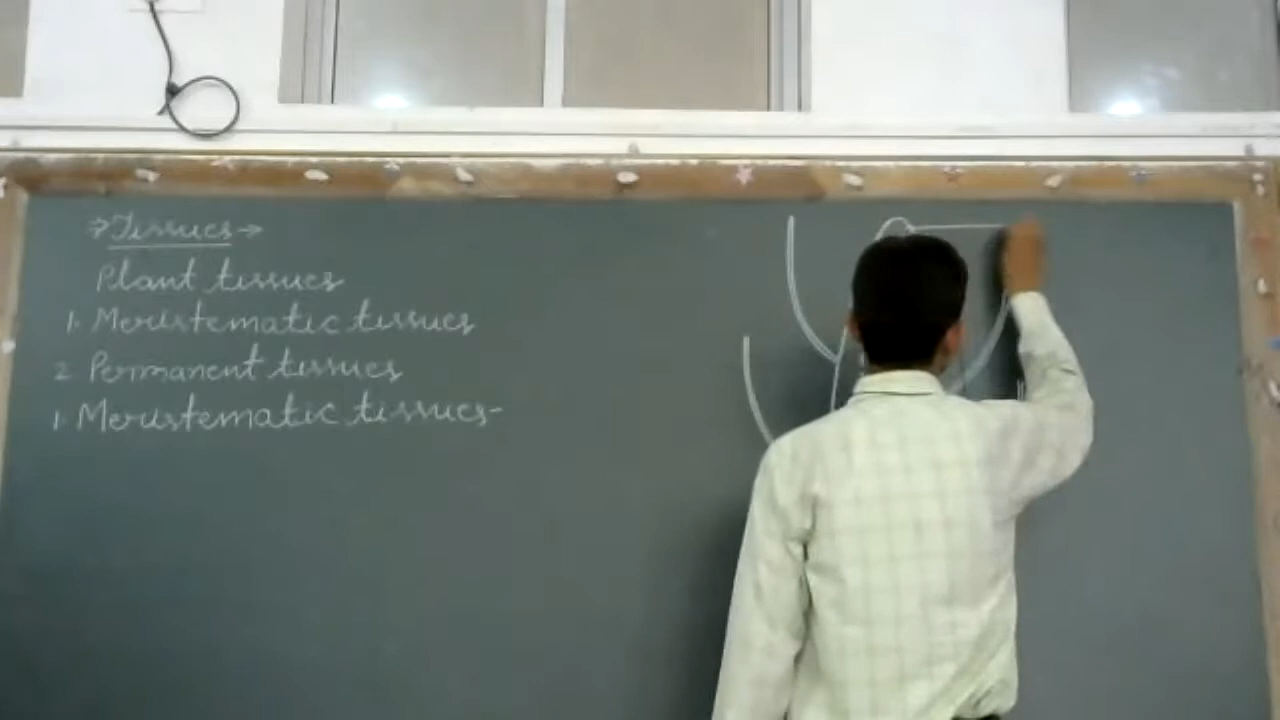 → Tissues →
Plant tissues
1. Meristematic tissues
2 Permanent tissues
1. Meristematic tissues-